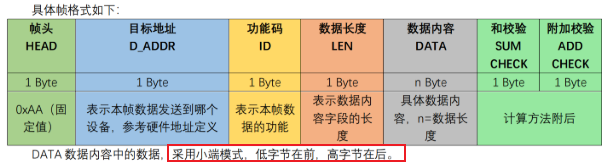 具体帧格式如下:
帧头 目标地址 功能码 数据长度 数据内容 和校验 附加校验
HEAD D_ADDR ID LEN DATA SUM ADD
CHECK CHECK
1 Byte 1 Byte 1 Byte 1 Byte n Byte 1 Byte 1 Byte
0xAA(固 表示本帧数据发送到哪个 表示本帧数 表示数据内 具体数据内 计算方法附后
定值) 设备,参考硬件地址定义 据的功能 容字段的长 容,n=数据长
度 度
DATA 数据内容中的数据,采用小端模式,低字节在前,高字节在后。